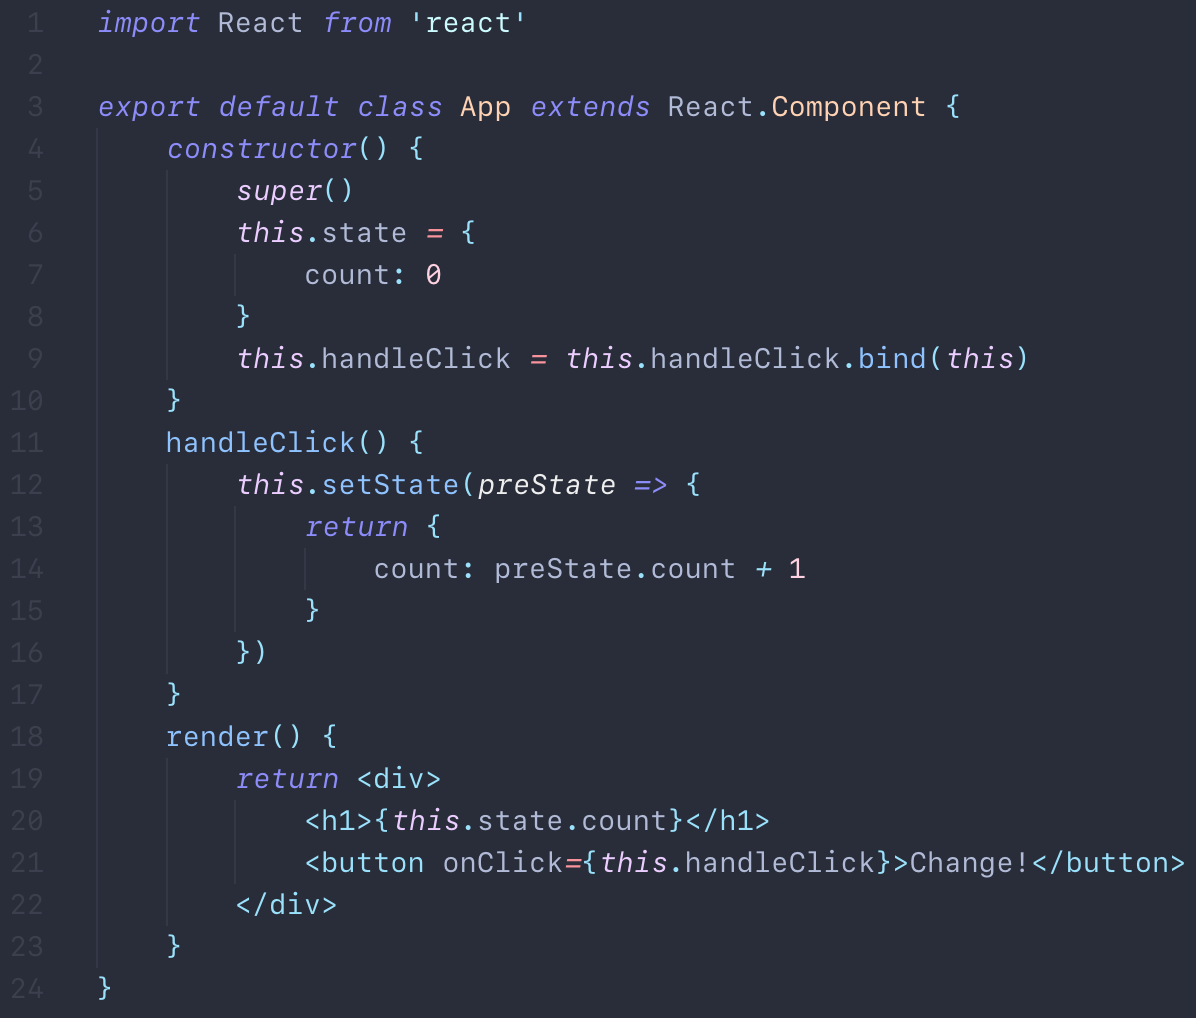 1 import React from 'react'
2
3 export default class App extends React.Component {
4     constructor() {
5         super()
6         this.state = {
7             count: 0
8         }
9         this.handleClick = this.handleClick.bind(this)
10     }
11     handleClick() {
12         this.setState(preState => {
13             return {
14                 count: preState.count + 1
15             }
16         })
17     }
18     render() {
19         return <div>
20             <h1>{this.state.count}</h1>
21             <button onClick={this.handleClick}>Change!</button>
22         </div>
23     }
24 }